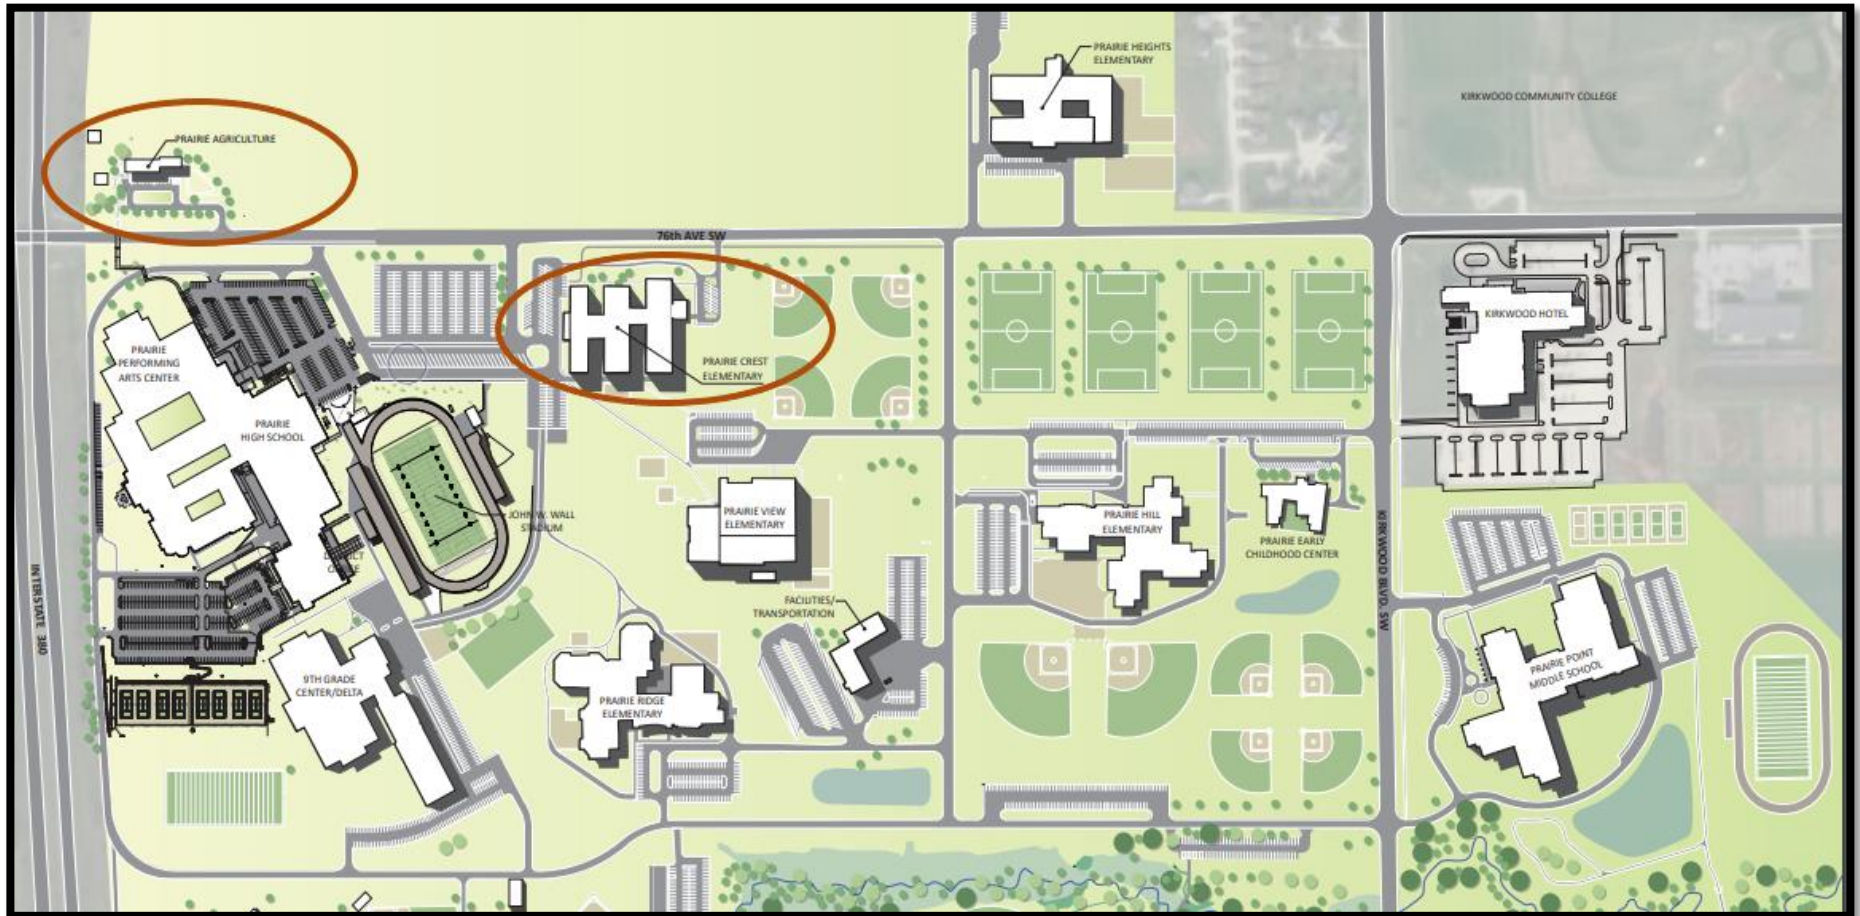 PRAIRIE HEIGHTS
ELEMENTARY
KIRKWOOD COMMUNITY COLLEGE
PRAIRIE AGRICULTURE
76th AVE SW
KIRKWOOD HOTEL
PRAIRIE
PERFORMING
ARTS CENTER
PRAIRIE CREST
ELEMENTARY
PRAIRIE
HIGH SCHOOL
JOHN W. WALL
STADIUM
PRAIRIE VIEW
ELEMENTARY
PRAIRIE HILL
ELEMENTARY
PRAIRIE EARLY
CHILDHOOD CENTER
KIRKWOOD BLVD. SW
INTERSTATE 380
FACILITIES/
TRANSPORTATION
9TH GRADE
CENTER/DELTA
PRAIRIE RIDGE
ELEMENTARY
PRAIRIE POINT
MIDDLE SCHOOL